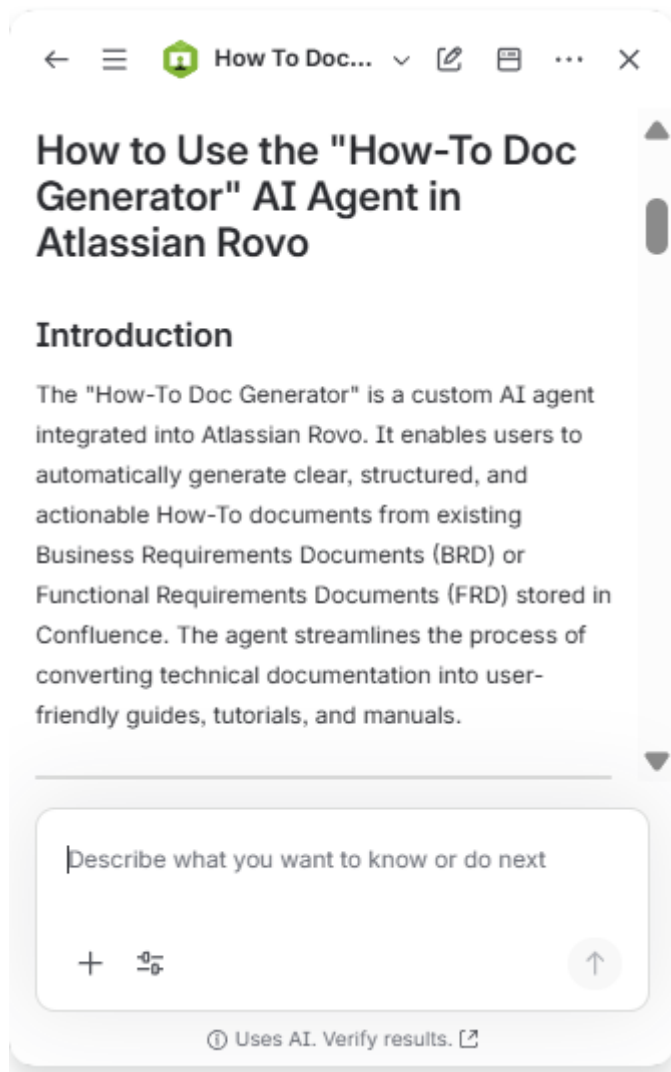 How To Doc...
How to Use the "How-To Doc
Generator" AI Agent in
Atlassian Rovo
Introduction
The "How-To Doc Generator" is a custom AI agent
integrated into Atlassian Rovo. It enables users to
automatically generate clear, structured, and
actionable How-To documents from existing
Business Requirements Documents (BRD) or
Functional Requirements Documents (FRD) stored in
Confluence. The agent streamlines the process of
converting technical documentation into user-
friendly guides, tutorials, and manuals.
Describe what you want to know or do next
Uses AI. Verify results.